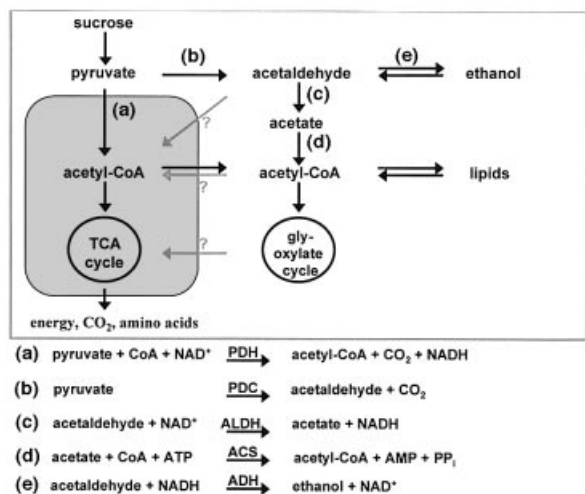 sucrose
pyruvate
(b)
acetaldehyde
(e)
ethanol
(a)
?
(c)
acetate
(d)
acetyl-CoA
?
acetyl-CoA
lipids
TCA
cycle
?
gly-
oxylate
cycle
energy, CO₂, amino acids
(a) pyruvate + CoA + NAD⁺ PDH acetyl-CoA + CO₂ + NADH
(b) pyruvate PDC acetaldehyde + CO₂
(c) acetaldehyde + NAD⁺ ALDH acetate + NADH
(d) acetate + CoA + ATP ACS acetyl-CoA + AMP + PPᵢ
(e) acetaldehyde + NADH ADH ethanol + NAD⁺